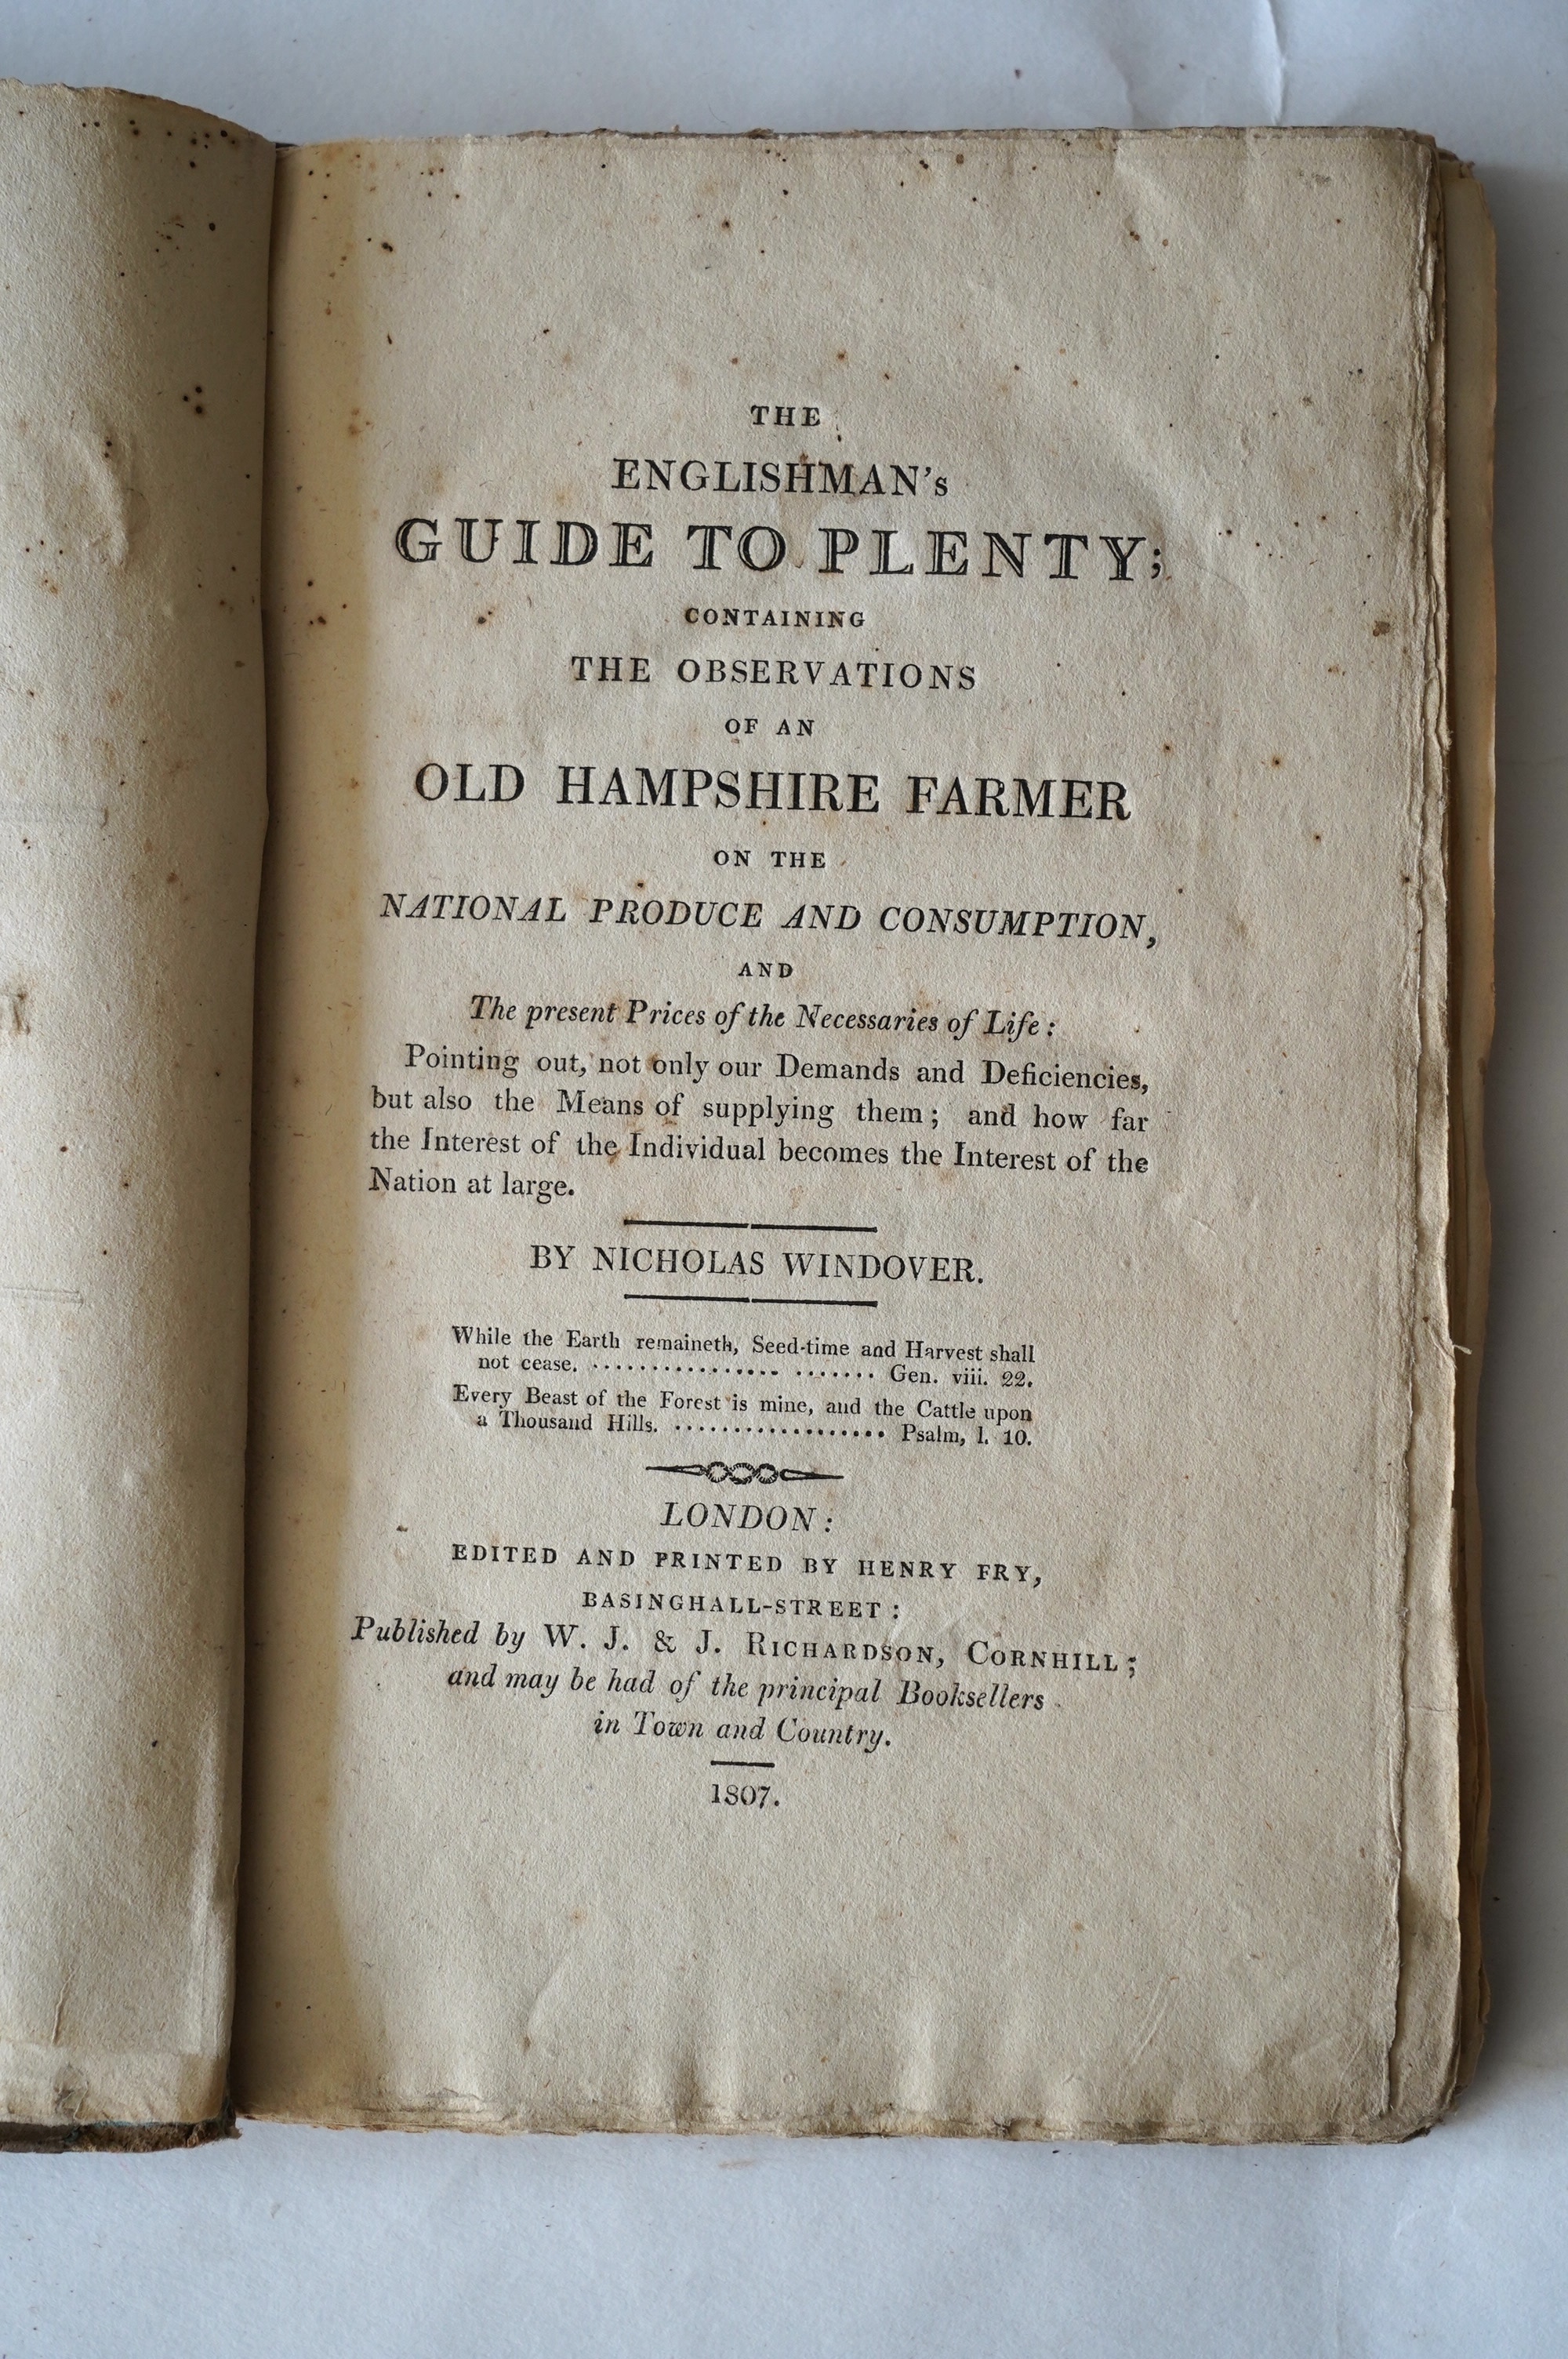 THE
ENGLISHMAN's
GUIDE TO PLENTY;
CONTAINING
THE OBSERVATIONS
OF AN
OLD HAMPSHIRE FARMER
ON THE
NATIONAL PRODUCE AND CONSUMPTION,
AND
The present Prices of the Necessaries of Life:
Pointing out, not only our Demands and Deficiencies,
but also the Means of supplying them; and how far
the Interest of the Individual becomes the Interest of the
Nation at large.
BY NICHOLAS WINDOVER.
While the Earth remaineth, Seed-time and Harvest shall
not cease. ....................... Gen. viii. 22.
Every Beast of the Forest is mine, and the Cattle upon
a Thousand Hills. .................. Psalm, l. 10.
LONDON:
EDITED AND PRINTED BY HENRY FRY,
BASINGHALL-STREET:
Published by W. J. & J. RICHARDSON, CORNHILL;
and may be had of the principal Booksellers
in Town and Country.
1807.